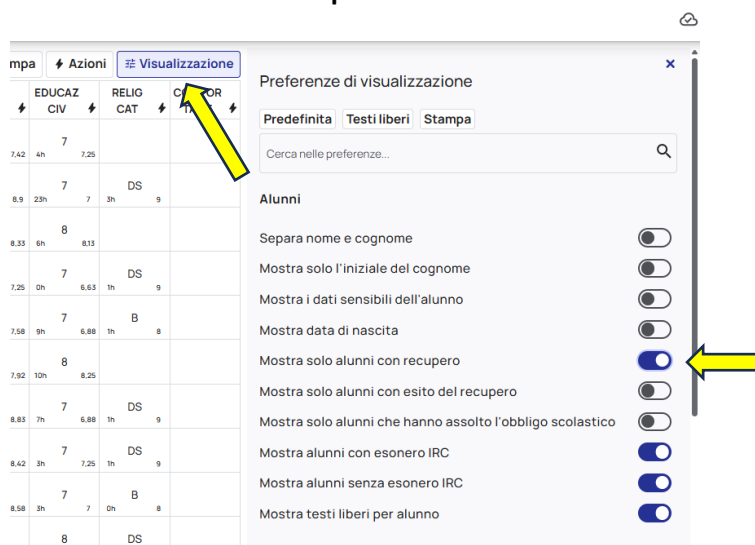 mpa Azioni Visualizzazione
EDUCAZ CIV RELIG CAT
7,42 4h 7 7,25
8,9 23h 7 7 3h DS 9
8,33 6h 8 8,13
7,25 0h 7 6,63 1h DS 9
7,58 9h 7 6,88 1h B 8
7,92 10h 8 8,25
8,83 7h 7 6,88 1h DS 9
8,42 3h 7 7,25 1h DS 9
8,58 3h 7 7 0h B 8
8 DS
Preferenze di visualizzazione
Predefinita Testi liberi Stampa
Cerca nelle preferenze...
Alunni
Separa nome e cognome
Mostra solo l'iniziale del cognome
Mostra i dati sensibili dell'alunno
Mostra data di nascita
Mostra solo alunni con recupero
Mostra solo alunni con esito del recupero
Mostra solo alunni che hanno assolto l'obbligo scolastico
Mostra alunni con esonero IRC
Mostra alunni senza esonero IRC
Mostra testi liberi per alunno